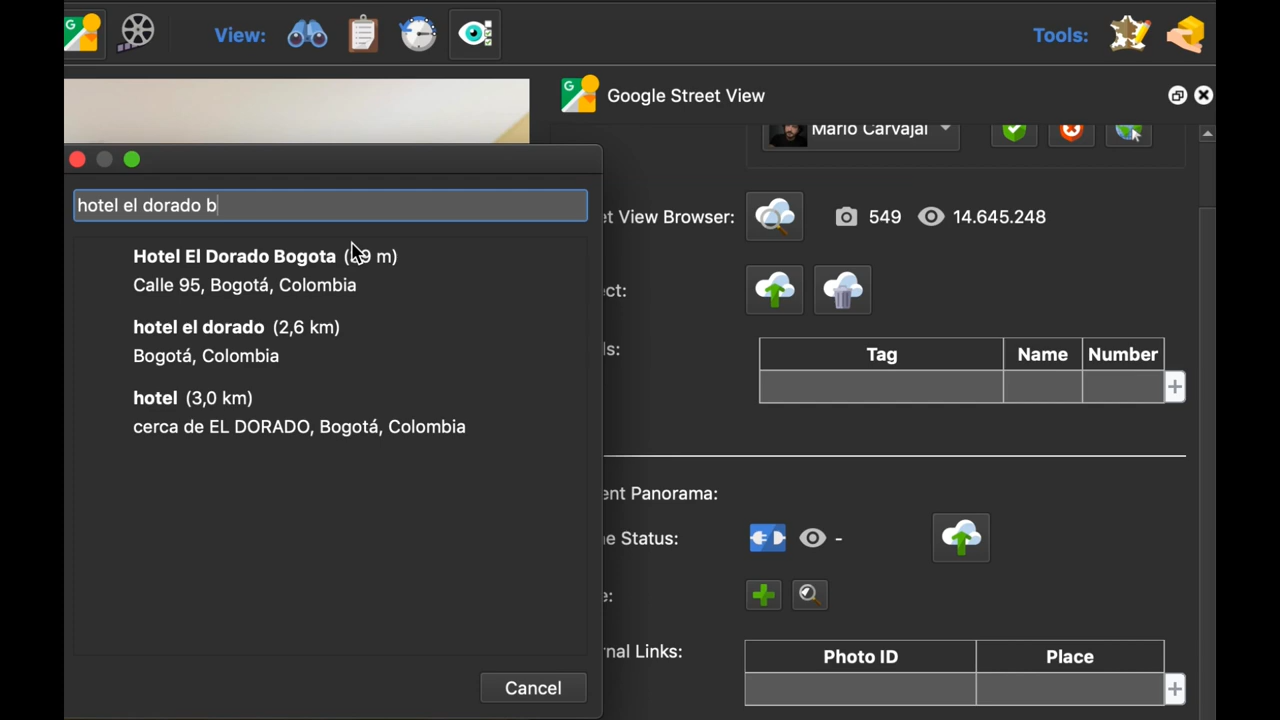 View:
Tools:
Google Street View
Mario Carvajal
hotel el dorado b
et View Browser:
549
14.645.248
Hotel El Dorado Bogota
9 m)
Calle 95, Bogotá, Colombia
ct:
hotel el dorado (2,6 km)
Bogotá, Colombia
ls:
Tag Name Number
+
hotel (3,0 km)
cerca de EL DORADO, Bogotá, Colombia
ent Panorama:
ne Status:
-
e:
rnal Links:
Photo ID Place
+
Cancel